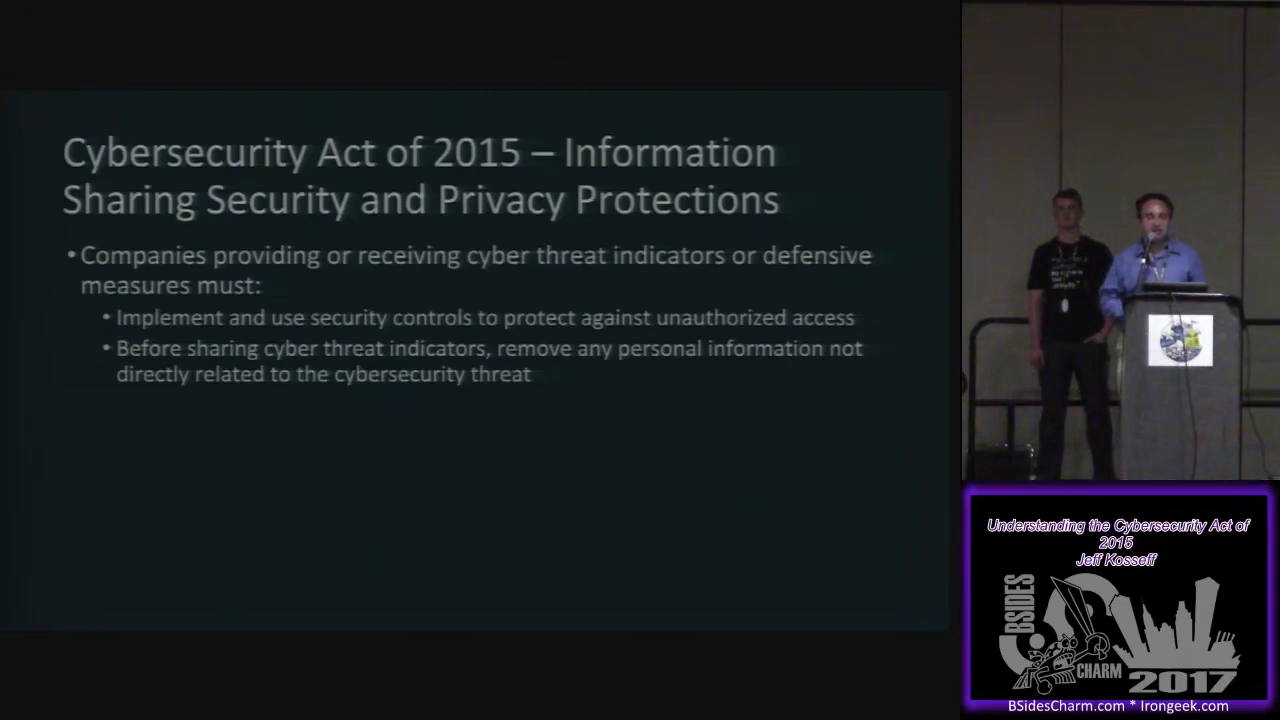 Cybersecurity Act of 2015 – Information
Sharing Security and Privacy Protections
• Companies providing or receiving cyber threat indicators or defensive
measures must:
• Implement and use security controls to protect against unauthorized access
• Before sharing cyber threat indicators, remove any personal information not
directly related to the cybersecurity threat
Understanding the Cybersecurity Act of
2015
Jeff Kosseff
BSIDES
CHARM
2017
BSidesCharm.com * Irongeek.com